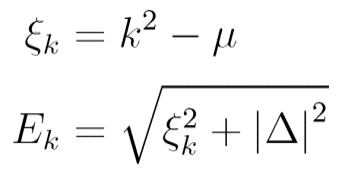 ξ_k = k² − μ
E_k = √(ξ_k² + |Δ|²)